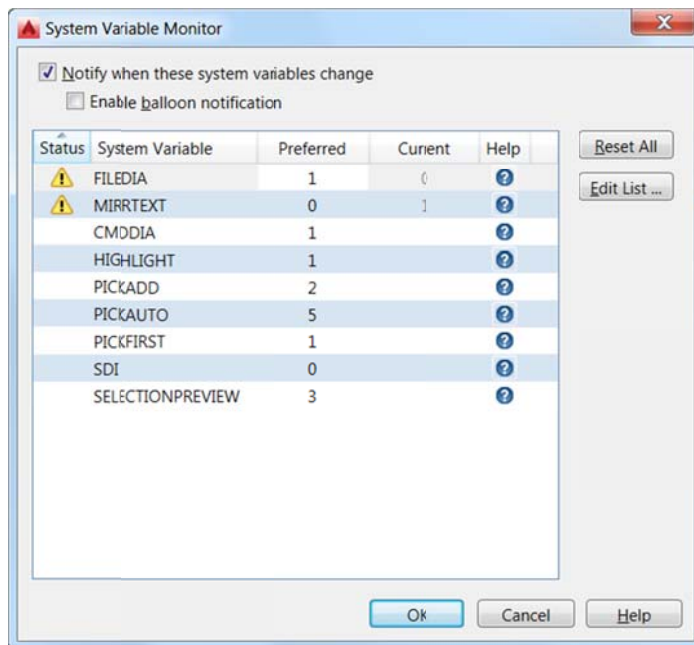 System Variable Monitor
Notify when these system variables change
Enable balloon notification
Status System Variable Preferred Current Help
Reset All
FILEDIA 1 0
Edit List ...
MIRRTEXT 0 1
CMDDIA 1
HIGHLIGHT 1
PICKADD 2
PICKAUTO 5
PICKFIRST 1
SDI 0
SELECTIONPREVIEW 3
OK Cancel Help